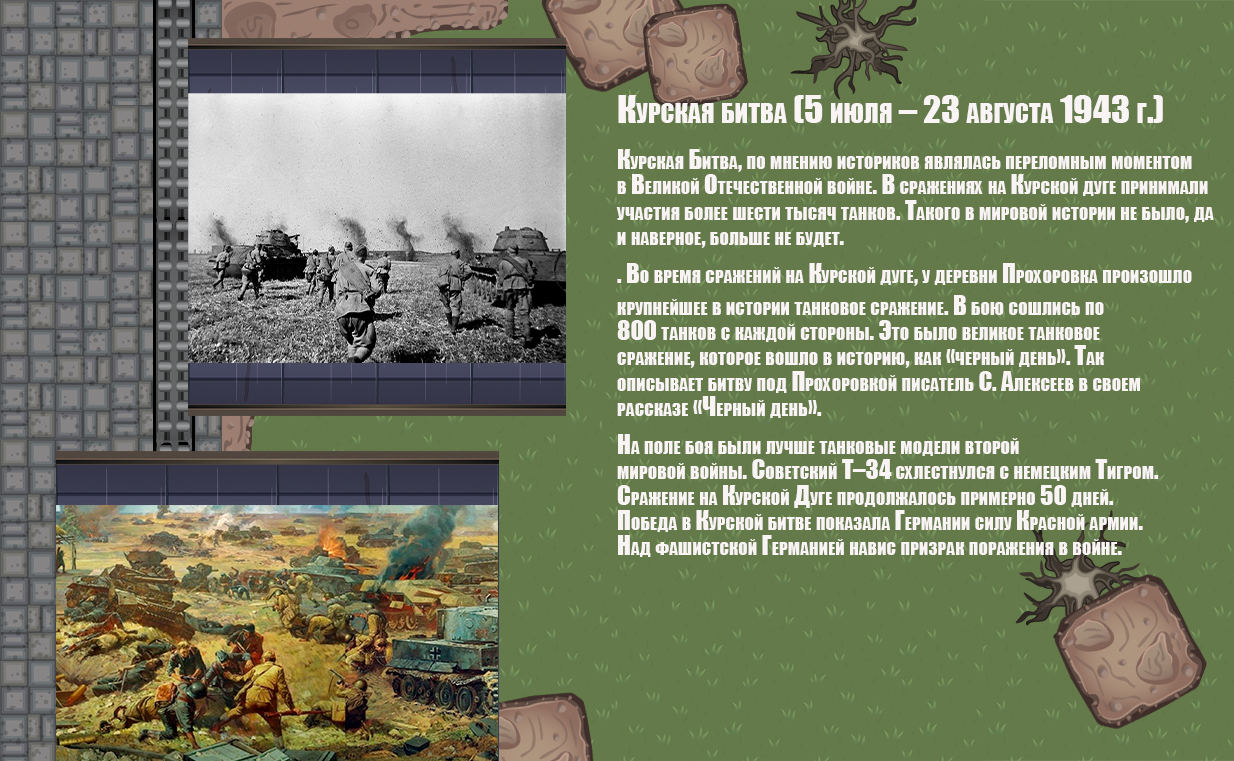 Курская битва (5 июля – 23 августа 1943 г.)
Курская Битва, по мнению историков являлась переломным моментом
в Великой Отечественной войне. В сражениях на Курской дуге принимали
участия более шести тысяч танков. Такого в мировой истории не было, да
и наверное, больше не будет.
. Во время сражений на Курской дуге, у деревни Прохоровка произошло
крупнейшее в истории танковое сражение. В бою сошлись по
800 танков с каждой стороны. Это было великое танковое
сражение, которое вошло в историю, как «черный день». Так
описывает битву под Прохоровкой писатель С. Алексеев в своем
рассказе «Черный день».
На поле боя были лучше танковые модели второй
мировой войны. Советский Т–34 схлестнулся с немецким Тигром.
Сражение на Курской Дуге продолжалось примерно 50 дней.
Победа в Курской битве показала Германии силу Красной армии.
Над фашистской Германией навис призрак поражения в войне.